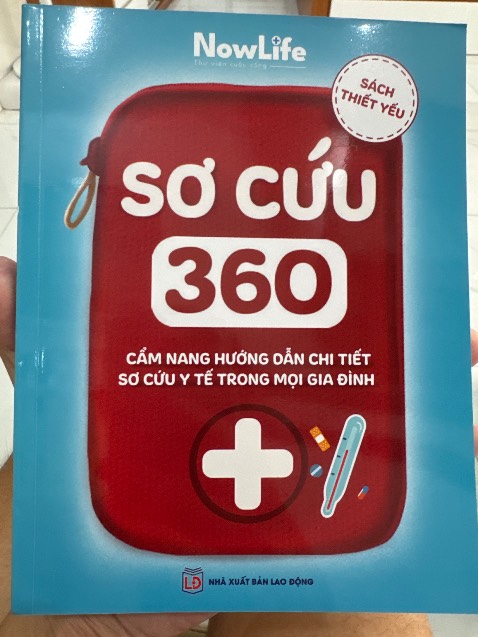 NowLife
Thư viện cuộc sống
SÁCH
THIẾT YẾU
SƠ CỨU
360
CẨM NANG HƯỚNG DẪN CHI TIẾT
SƠ CỨU Y TẾ TRONG MỌI GIA ĐÌNH
LĐ
NHÀ XUẤT BẢN LAO ĐỘNG